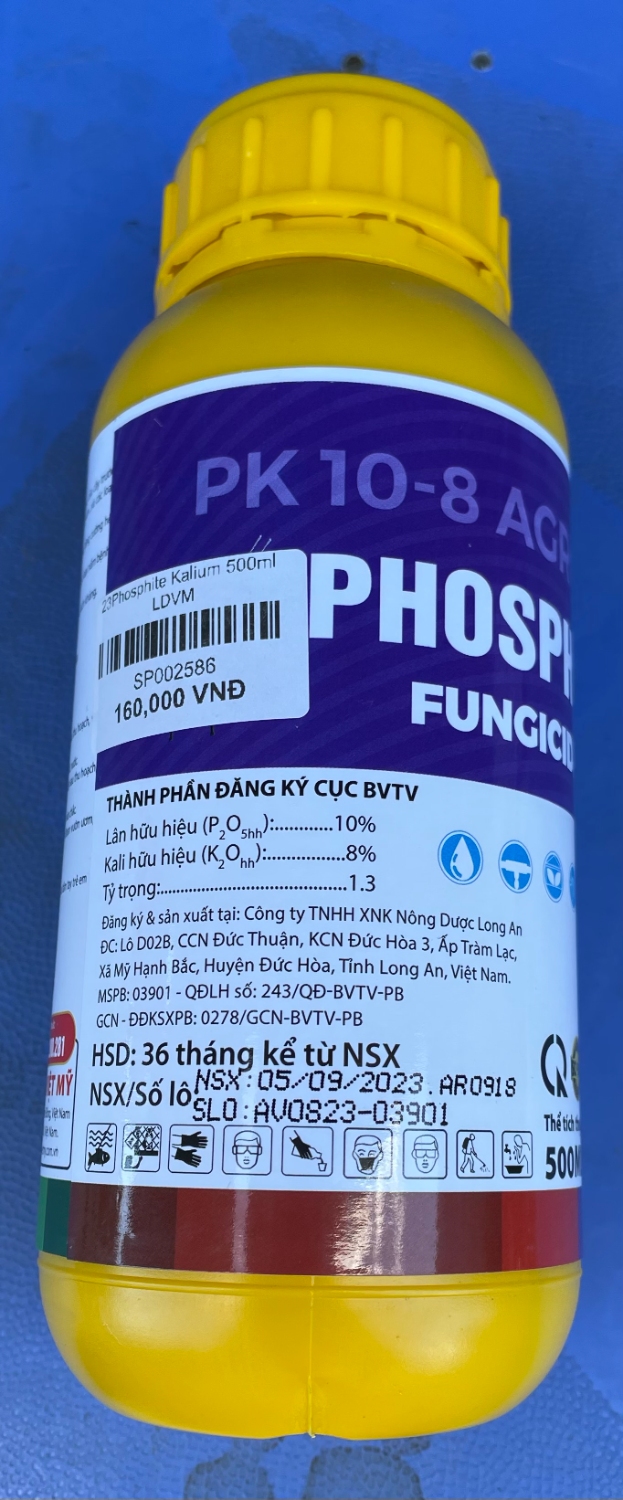 PK 10-8 AGR
23Phosphite Kalium 500ml
LDVM
SP002586
160,000 VNĐ
PHOSPH
FUNGICID
THÀNH PHẦN ĐĂNG KÝ CỤC BVTV
Lân hữu hiệu (P2O5hh):............10%
Kali hữu hiệu (K2Ohh):.................8%
Tỷ trọng:.........................................1.3
Đăng ký & sản xuất tại: Công ty TNHH XNK Nông Dược Long An
ĐC: Lô D02B, CCN Đức Thuận, KCN Đức Hòa 3, Ấp Tràm Lạc,
Xã Mỹ Hạnh Bắc, Huyện Đức Hòa, Tỉnh Long An, Việt Nam.
MSPB: 03901 - QĐLH số: 243/QĐ-BVTV-PB
GCN - ĐĐKSXPB: 0278/GCN-BVTV-PB
HSD: 36 tháng kể từ NSX
NSX/Số lô: NSX:05/09/2023.AR0918
SLO:AV0823-03901
Thể tích
500M